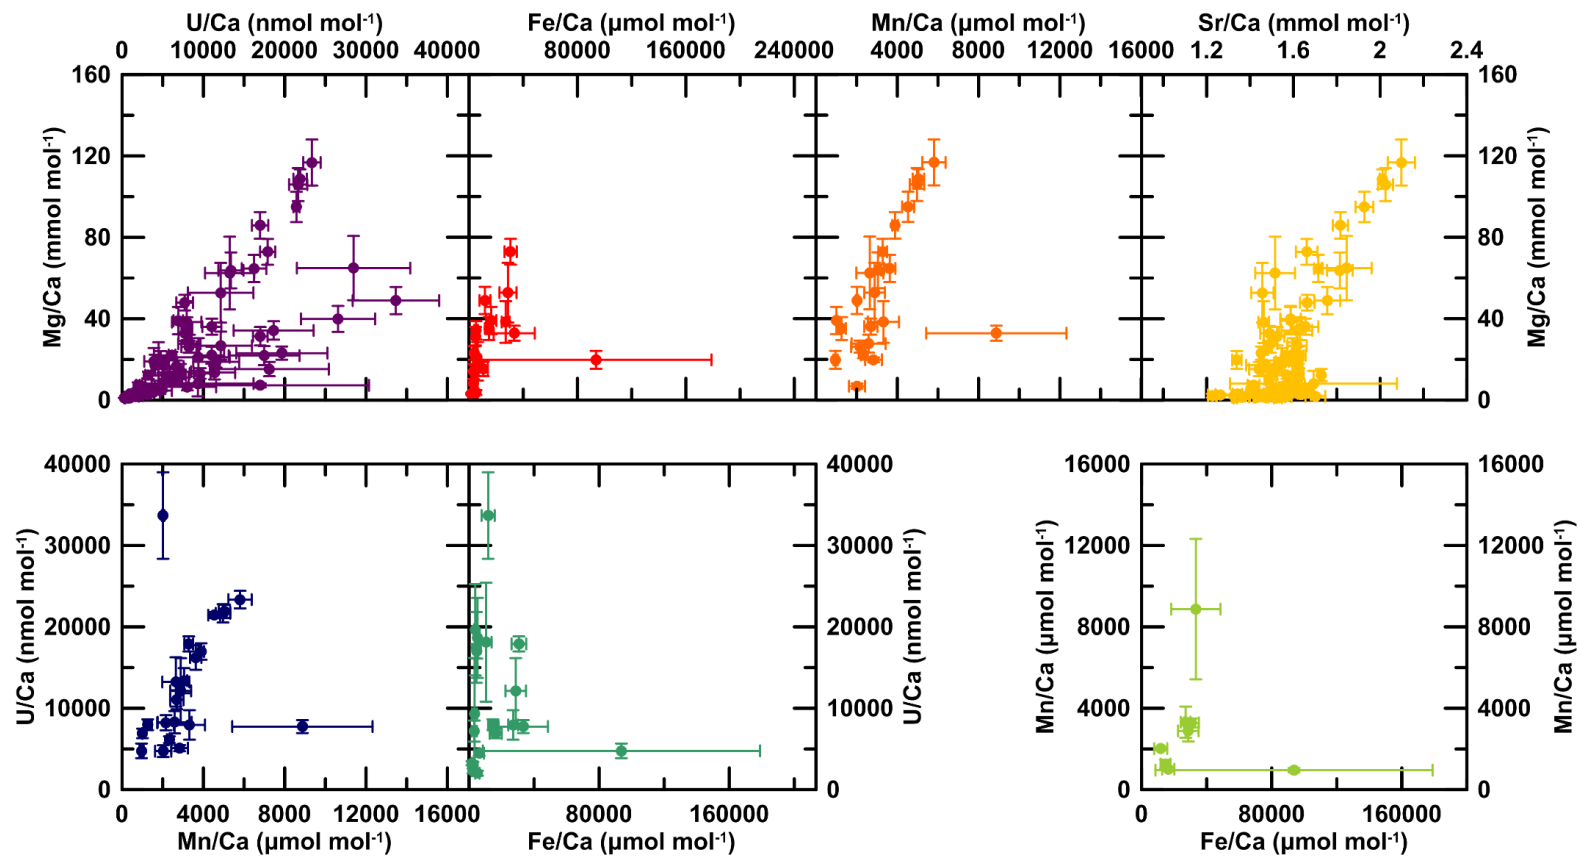 U/Ca (nmol mol⁻¹) Fe/Ca (µmol mol⁻¹) Mn/Ca (µmol mol⁻¹) Sr/Ca (mmol mol⁻¹)
0 10000 20000 30000 40000 80000 160000 240000 4000 8000 12000 16000 1.2 1.6 2 2.4
160 160
120 120
80 80
40 40
0 0
Mg/Ca (mmol mol⁻¹)
Mg/Ca (mmol mol⁻¹)
40000 40000 16000 16000
30000 30000 12000 12000
20000 20000 8000 8000
10000 10000 4000 4000
0 0 0 0
U/Ca (nmol mol⁻¹)
U/Ca (nmol mol⁻¹)
Mn/Ca (µmol mol⁻¹)
Mn/Ca (µmol mol⁻¹)
0 4000 8000 12000 16000 80000 160000 0 80000 160000
Mn/Ca (µmol mol⁻¹) Fe/Ca (µmol mol⁻¹) Fe/Ca (µmol mol⁻¹)